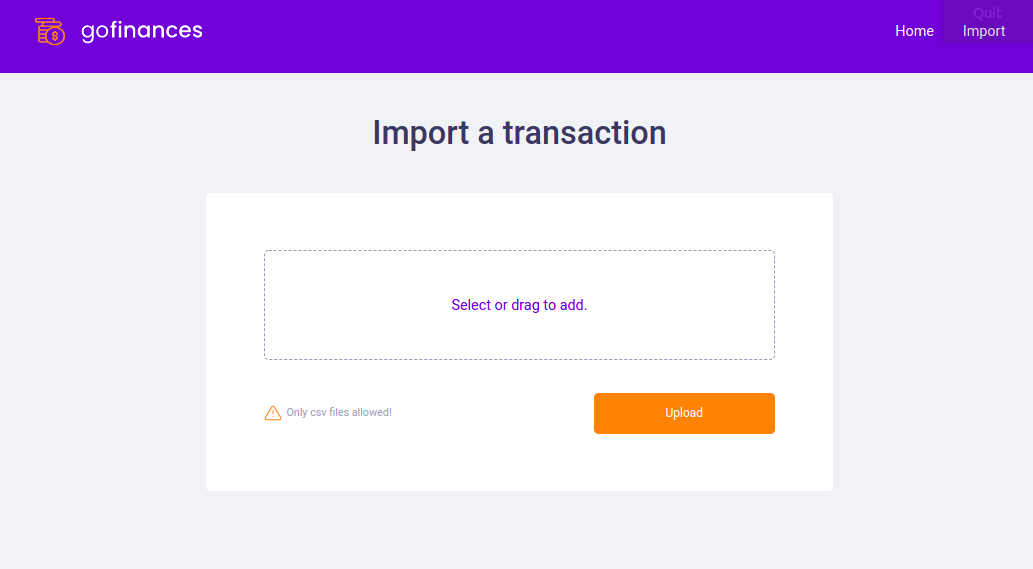 gofinances
Quit
Home Import
Import a transaction
Select or drag to add.
Only csv files allowed!
Upload